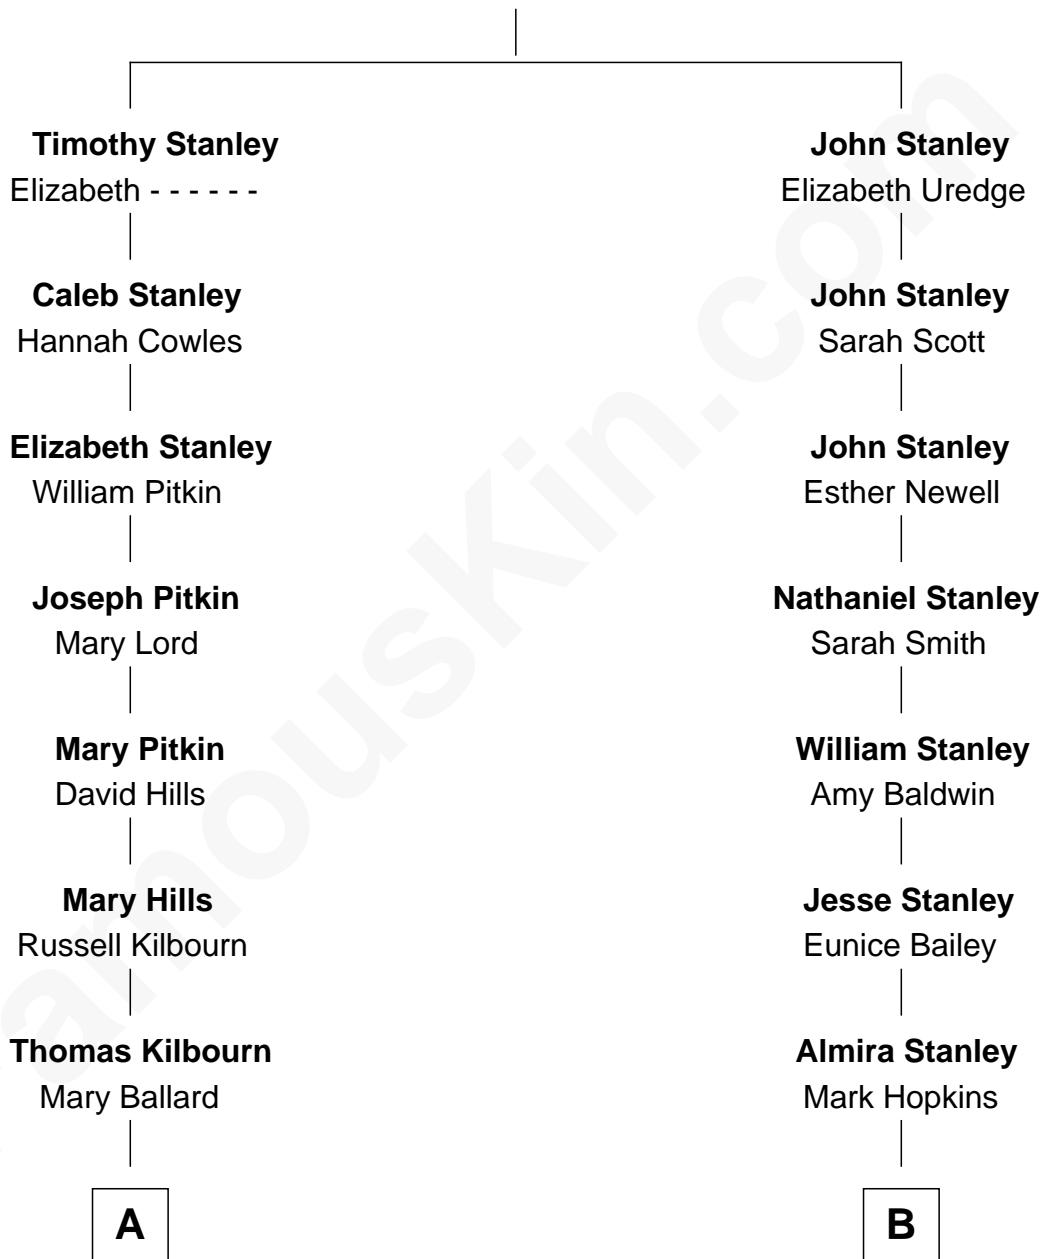 Timothy Stanley
Elizabeth - - - - - -
Caleb Stanley
Hannah Cowles
Elizabeth Stanley
William Pitkin
Joseph Pitkin
Mary Lord
Mary Pitkin
David Hills
Mary Hills
Russell Kilbourn
Thomas Kilbourn
Mary Ballard
A
John Stanley
Elizabeth Uredge
John Stanley
Sarah Scott
John Stanley
Esther Newell
Nathaniel Stanley
Sarah Smith
William Stanley
Amy Baldwin
Jesse Stanley
Eunice Bailey
Almira Stanley
Mark Hopkins
B
amousKin.com